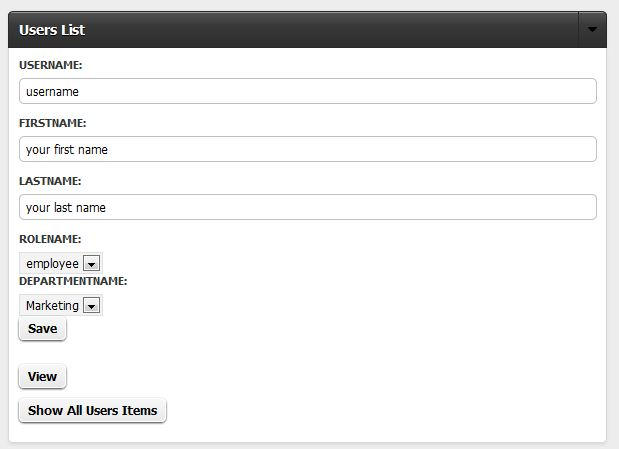 Users List
USERNAME:
username
FIRSTNAME:
your first name
LASTNAME:
your last name
ROLENAME:
employee
DEPARTMENTNAME:
Marketing
Save
View
Show All Users Items